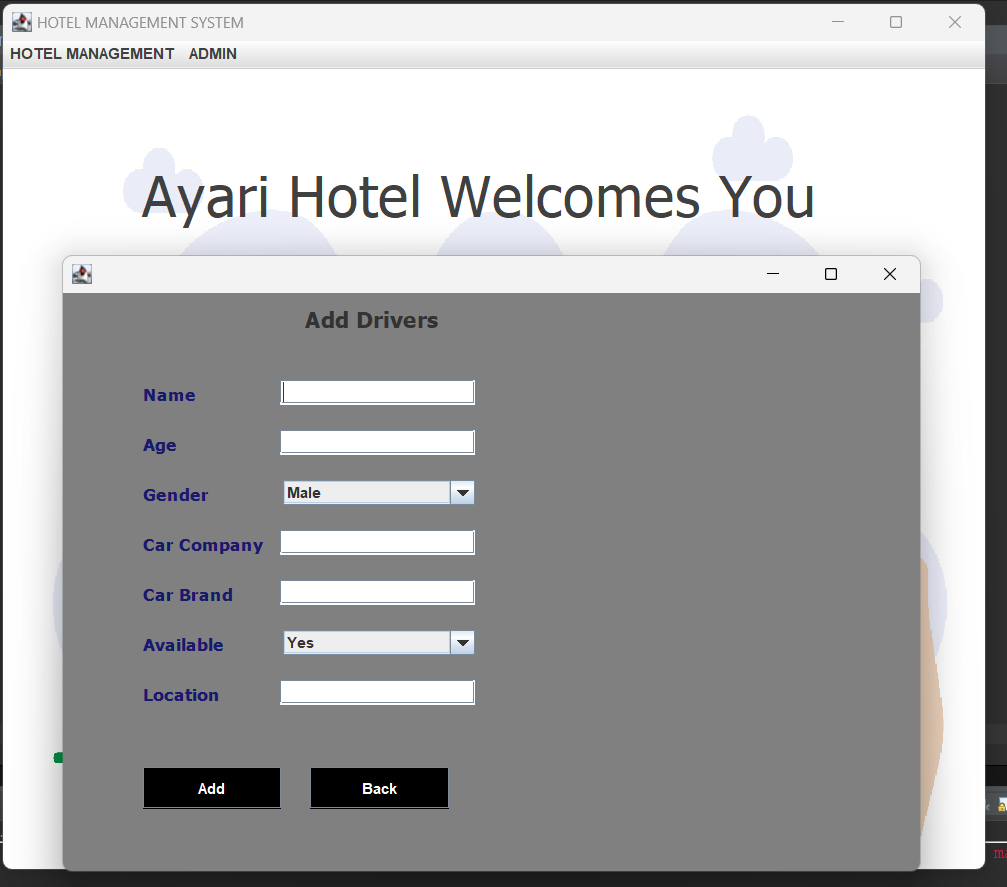 HOTEL MANAGEMENT SYSTEM
HOTEL MANAGEMENT ADMIN
Ayari Hotel Welcomes You
Add Drivers
Name
Age
Gender Male
Car Company
Car Brand
Available Yes
Location
Add Back